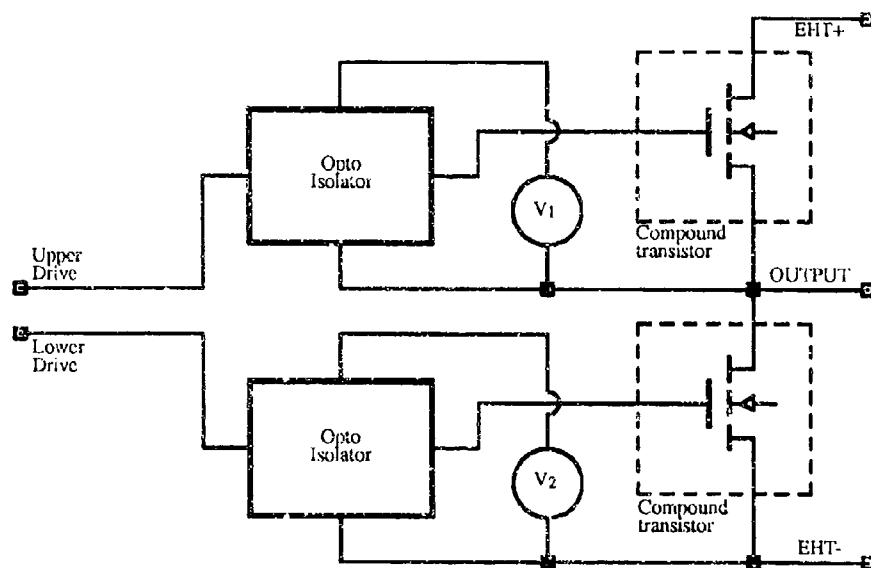 EHT+
Opto
Isolator
V1
Compound
transistor
Upper
Drive
OUTPUT
Lower
Drive
Opto
Isolator
V2
Compound
transistor
EHT-